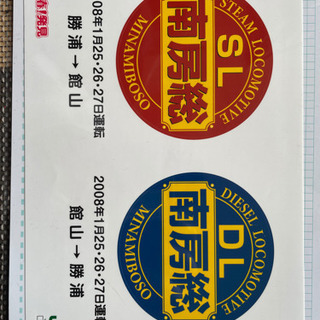 STEAM LOCOMOTIVE
SL
南房総
MINAMIBOSO
08年1月25・26・27日運転
勝浦→館山
発見
DIESEL LOCOMOTIVE
DL
南房総
MINAMIBOSO
2008年1月25・26・27日運転
館山→勝浦